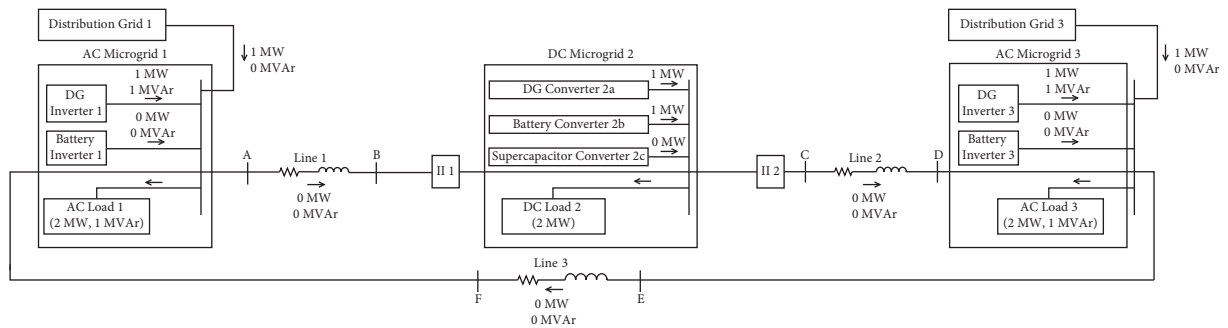 Distribution Grid 1
1 MW
0 MVAr
AC Microgrid 1
1 MW
1 MVAr
DG
Inverter 1
0 MW
0 MVAr
Battery
Inverter 1
AC Load 1
(2 MW, 1 MVAr)
A
Line 1
0 MW
0 MVAr
B
II 1
DC Microgrid 2
1 MW
DG Converter 2a
1 MW
Battery Converter 2b
0 MW
Supercapacitor Converter 2c
DC Load 2
(2 MW)
II 2
C
Line 2
0 MW
0 MVAr
D
Distribution Grid 3
1 MW
0 MVAr
AC Microgrid 3
1 MW
1 MVAr
DG
Inverter 3
0 MW
0 MVAr
Battery
Inverter 3
AC Load 3
(2 MW, 1 MVAr)
Line 3
F
0 MW
0 MVAr
E